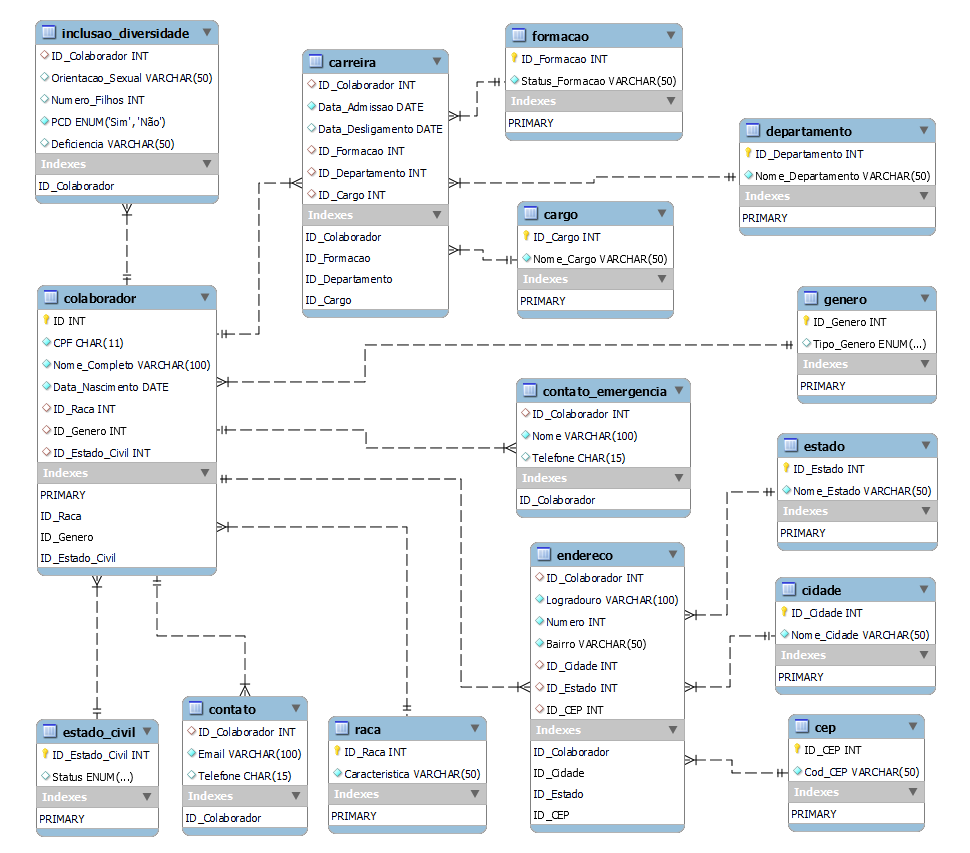 inclusao_diversidade
ID_Colaborador INT
Orientacao_Sexual VARCHAR(50)
Numero_Filhos INT
PCD ENUM('Sim','Não')
Deficiencia VARCHAR(50)
Indexes
ID_Colaborador
carreira
ID_Colaborador INT
Data_Admissao DATE
Data_Desligamento DATE
ID_Formacao INT
ID_Departamento INT
ID_Cargo INT
Indexes
ID_Colaborador
ID_Formacao
ID_Departamento
ID_Cargo
formacao
ID_Formacao INT
Status_Formacao VARCHAR(50)
Indexes
PRIMARY
departamento
ID_Departamento INT
Nome_Departamento VARCHAR(50)
Indexes
PRIMARY
cargo
ID_Cargo INT
Nome_Cargo VARCHAR(50)
Indexes
PRIMARY
colaborador
ID INT
CPF CHAR(11)
Nome_Completo VARCHAR(100)
Data_Nascimento DATE
ID_Raca INT
ID_Genero INT
ID_Estado_Civil INT
Indexes
PRIMARY
ID_Raca
ID_Genero
ID_Estado_Civil
genero
ID_Genero INT
Tipo_Genero ENUM(...)
Indexes
PRIMARY
contato_emergencia
ID_Colaborador INT
Nome VARCHAR(100)
Telefone CHAR(15)
Indexes
ID_Colaborador
estado
ID_Estado INT
Nome_Estado VARCHAR(50)
Indexes
PRIMARY
endereco
ID_Colaborador INT
Logradouro VARCHAR(100)
Numero INT
Bairro VARCHAR(50)
ID_Cidade INT
ID_Estado INT
ID_CEP INT
Indexes
ID_Colaborador
ID_Cidade
ID_Estado
ID_CEP
cidade
ID_Cidade INT
Nome_Cidade VARCHAR(50)
Indexes
PRIMARY
estado_civil
ID_Estado_Civil INT
Status ENUM(...)
Indexes
PRIMARY
contato
ID_Colaborador INT
Email VARCHAR(100)
Telefone CHAR(15)
Indexes
ID_Colaborador
raca
ID_Raca INT
Caracteristica VARCHAR(50)
Indexes
PRIMARY
cep
ID_CEP INT
Cod_CEP VARCHAR(50)
Indexes
PRIMARY